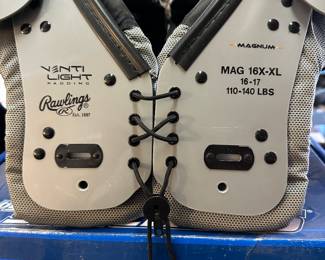 VENTI
LIGHT
PADDING
Rawlings
R
EST. 1887
MAGNUM
MAG 16X-XL
16 - 17
110-140 LBS